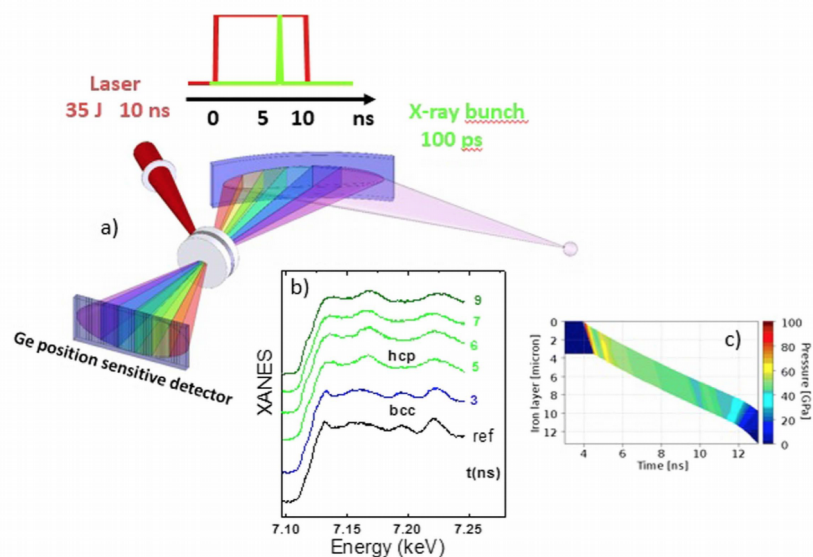 Laser
35 J 10 ns
0 5 10 ns
X-ray bunch
100 ps
a)
Ge position sensitive detector
b)
9
7
6
hcp
5
3
bcc
ref
t(ns)
XANES
7.10 7.15 7.20 7.25
Energy (keV)
c)
0
2
4
6
8
10
12
Iron layer [micron]
4 6 8 10 12
Time [ns]
100
80
60
40
20
0
Pressure [GPa]